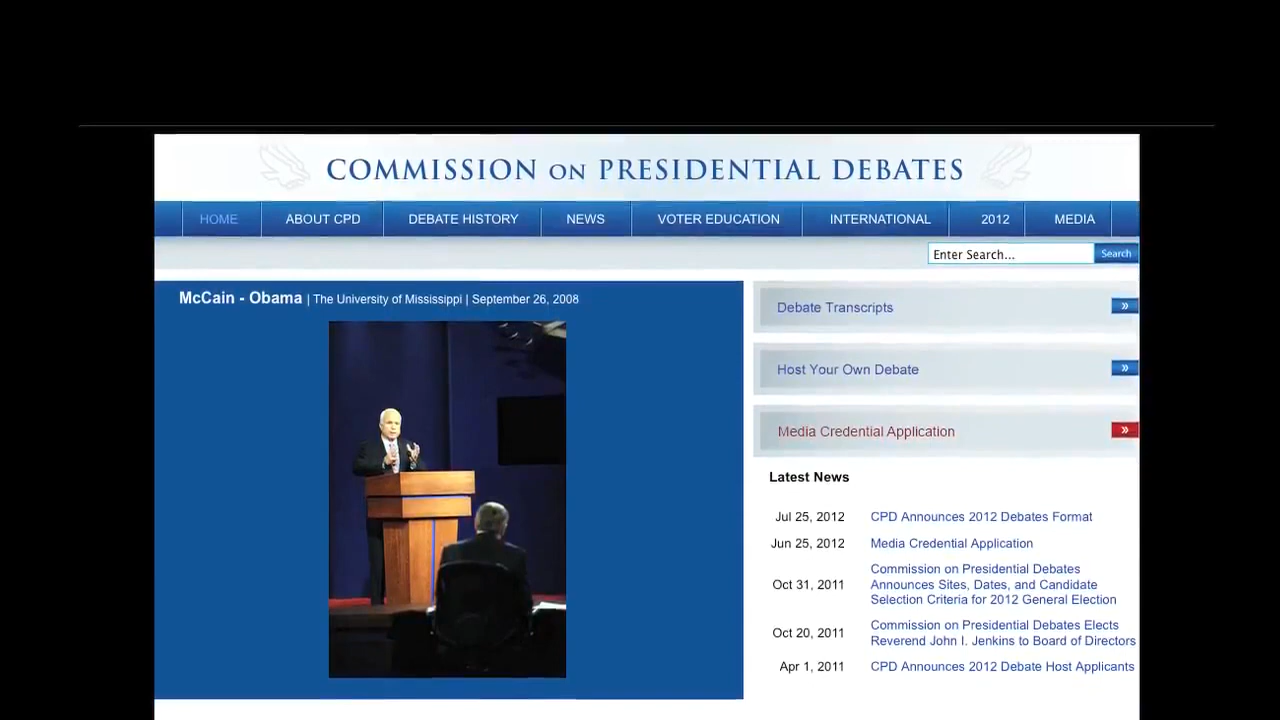 COMMISSION ON PRESIDENTIAL DEBATES
HOME
ABOUT CPD
DEBATE HISTORY
NEWS
VOTER EDUCATION
INTERNATIONAL
2012
MEDIA
Enter Search...
Search
McCain - Obama | The University of Mississippi | September 26, 2008
Debate Transcripts »
Host Your Own Debate »
Media Credential Application »
Latest News
Jul 25, 2012 CPD Announces 2012 Debates Format
Jun 25, 2012 Media Credential Application
Commission on Presidential Debates
Oct 31, 2011 Announces Sites, Dates, and Candidate
Selection Criteria for 2012 General Election
Oct 20, 2011 Commission on Presidential Debates Elects
Reverend John I. Jenkins to Board of Directors
Apr 1, 2011 CPD Announces 2012 Debate Host Applicants